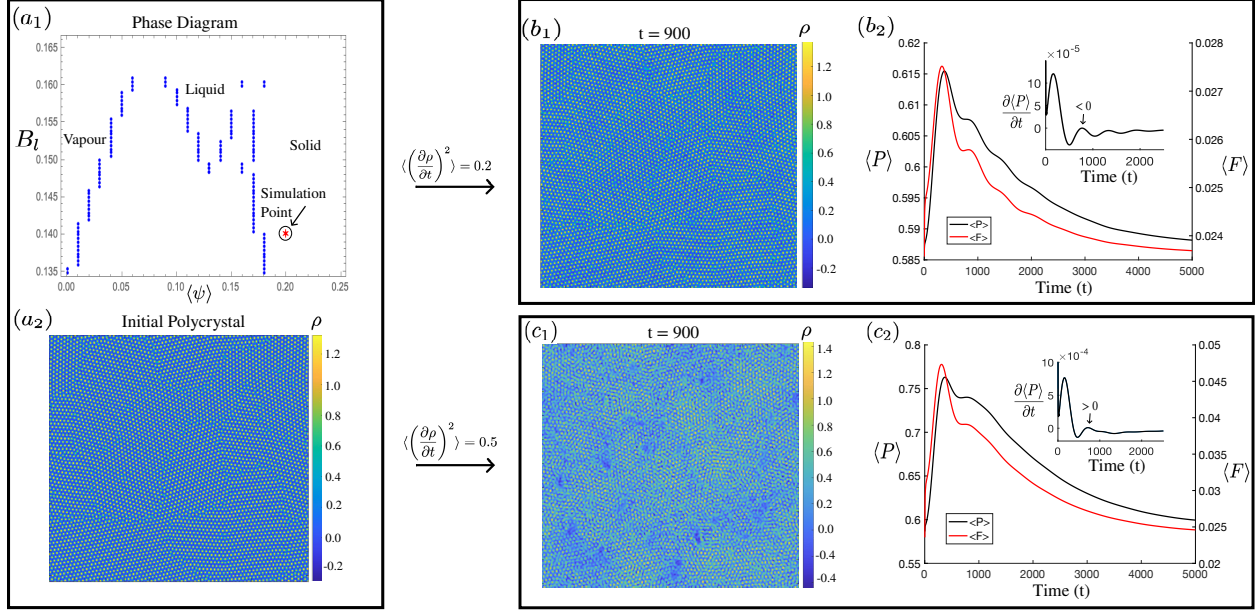 (a₁)
Phase Diagram
B_l
0.165
0.160
0.155
0.150
0.145
0.140
0.135
Vapour
Liquid
Solid
Simulation
Point
0.00 0.05 0.10 0.15 0.20 0.25
⟨ψ⟩
(a₂)
Initial Polycrystal
ρ
1.2
1.0
0.8
0.6
0.4
0.2
0.0
-0.2
⟨(∂ρ/∂t)²⟩ = 0.2
⟨(∂ρ/∂t)²⟩ = 0.5
(b₁)
t = 900
ρ
1.4
1.2
1.0
0.8
0.6
0.4
0.2
0.0
-0.2
(b₂)
⟨P⟩
0.62
0.615
0.61
0.605
0.6
0.595
0.59
0.585
0.028
0.027
0.026
0.025
0.024
⟨F⟩
0 1000 2000 3000 4000 5000
Time (t)
<P>
<F>
×10⁻⁵
10
5
0
∂⟨P⟩/∂t
<0
0 1000 2000
Time (t)
(c₁)
t = 900
ρ
1.4
1.2
1.0
0.8
0.6
0.4
0.2
0.0
-0.2
-0.4
(c₂)
⟨P⟩
0.8
0.75
0.7
0.65
0.6
0.55
0.05
0.045
0.04
0.035
0.03
0.025
0.02
⟨F⟩
0 1000 2000 3000 4000 5000
Time (t)
<P>
<F>
×10⁻⁴
10
5
0
∂⟨P⟩/∂t
>0
0 1000 2000
Time (t)